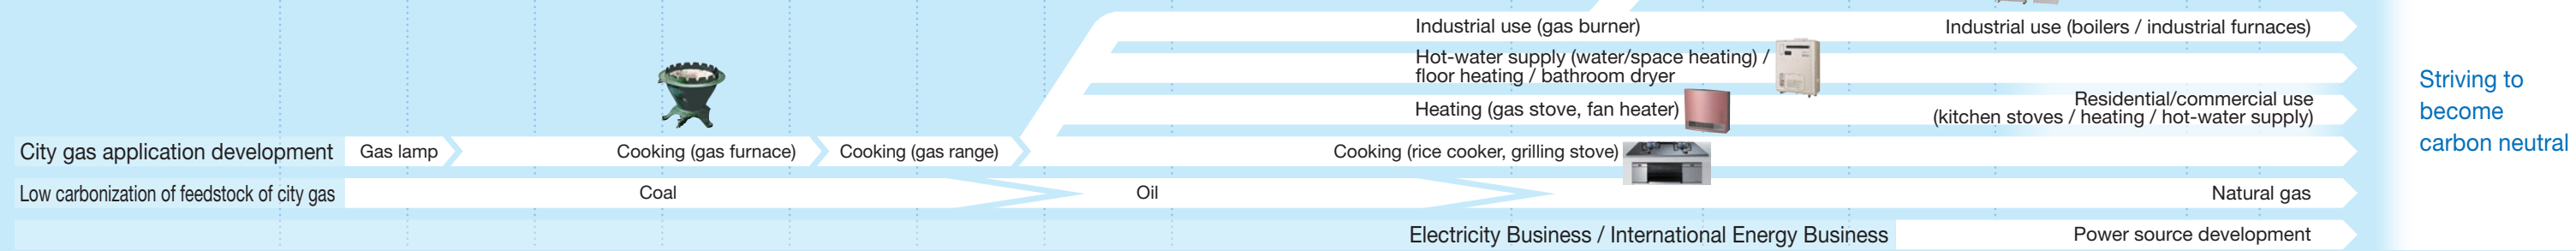 Industrial use (gas burner)
Industrial use (boilers / industrial furnaces)
Hot-water supply (water/space heating) /
floor heating / bathroom dryer
Heating (gas stove, fan heater)
Residential/commercial use
(kitchen stoves / heating / hot-water supply)
City gas application development
Gas lamp
Cooking (gas furnace)
Cooking (gas range)
Cooking (rice cooker, grilling stove)
Low carbonization of feedstock of city gas
Coal
Oil
Natural gas
Electricity Business / International Energy Business
Power source development
Striving to
become
carbon neutral